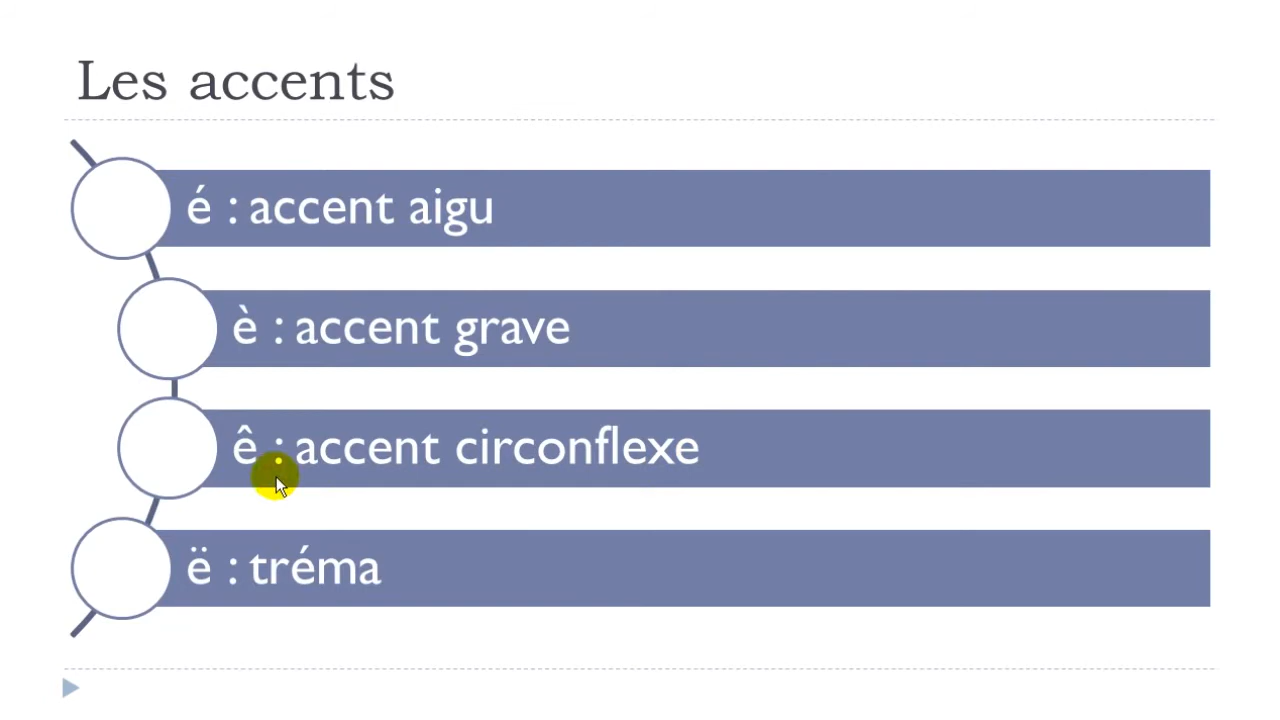 Les accents
é : accent aigu
è : accent grave
ê : accent circonflexe
ë : tréma